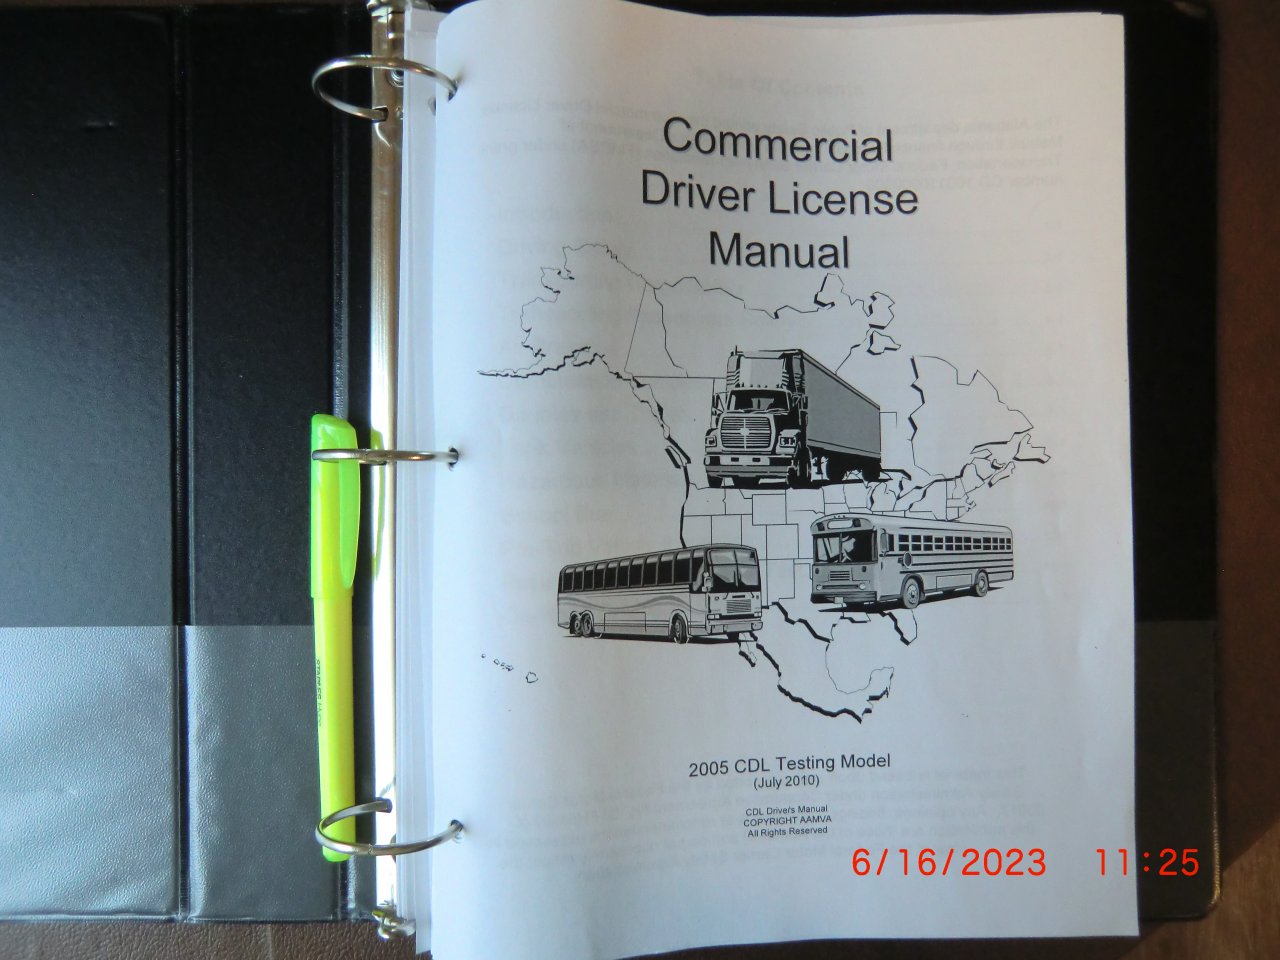 Commercial
Driver License
Manual
2005 CDL Testing Model
(July 2010)
CDL Driver's Manual
COPYRIGHT AAMVA
All Rights Reserved
STAPLES
6/16/2023 11:25